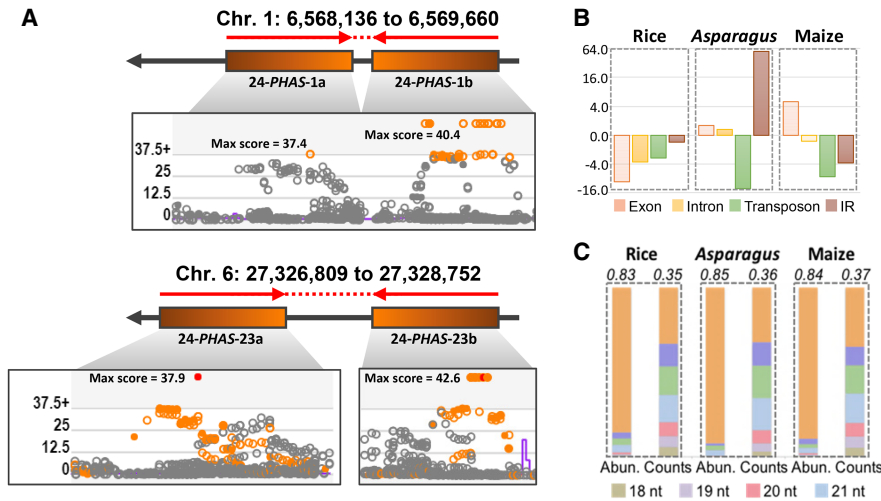 A
Chr. 1: 6,568,136 to 6,569,660
24-PHAS-1a
24-PHAS-1b
Max score = 37.4
Max score = 40.4
37.5+
25
12.5
0
Chr. 6: 27,326,809 to 27,328,752
24-PHAS-23a
24-PHAS-23b
Max score = 37.9
Max score = 42.6
37.5+
25
12.5
0
B
Rice Asparagus Maize
64.0
16.0
4.0
0.0
-4.0
-16.0
Exon Intron Transposon IR
C
Rice Asparagus Maize
0.83 0.35 0.85 0.36 0.84 0.37
Abun. Counts Abun. Counts Abun. Counts
18 nt 19 nt 20 nt 21 nt